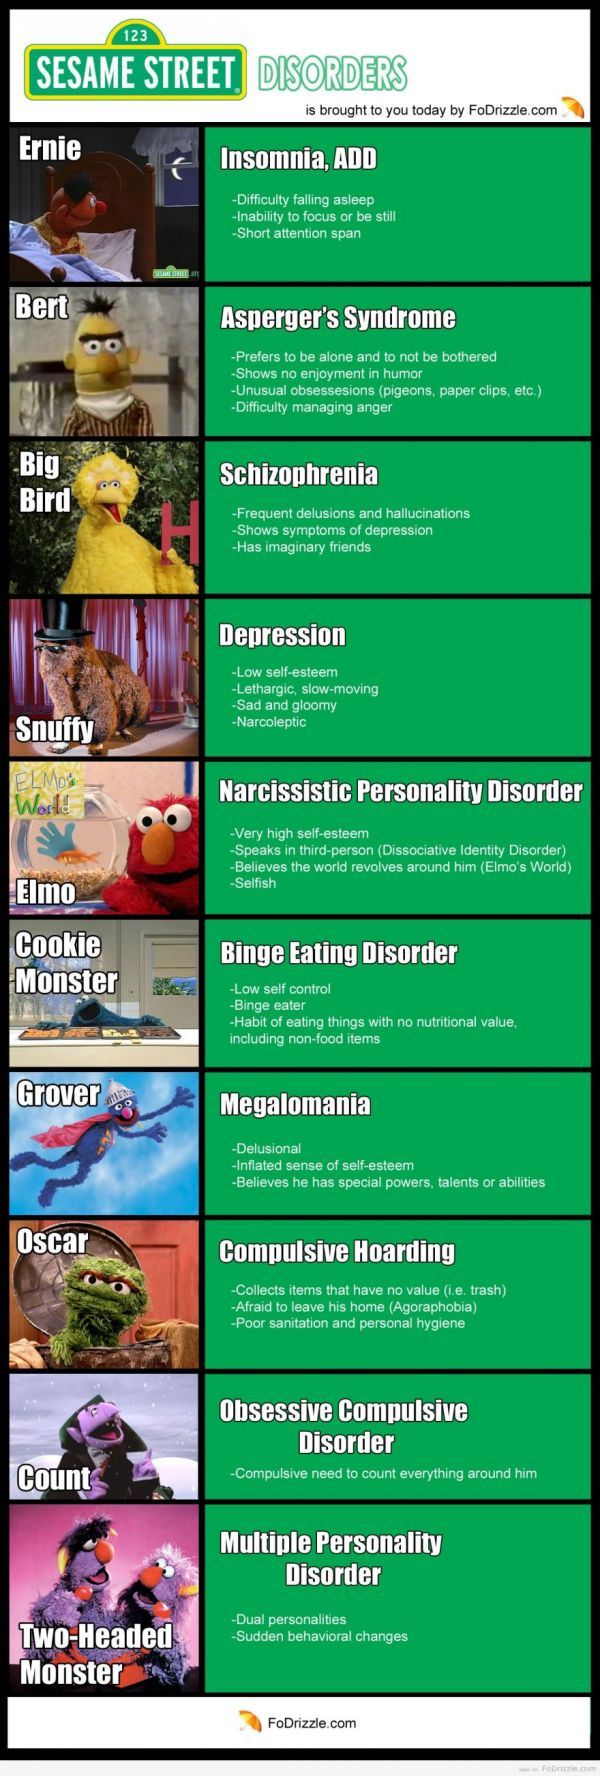 123
SESAME STREET DISORDERS
is brought to you today by FoDrizzle.com
Ernie
Insomnia, ADD
-Difficulty falling asleep
-Inability to focus or be still
-Short attention span
SESAME STREET.org
Bert
Asperger's Syndrome
-Prefers to be alone and to not be bothered
-Shows no enjoyment in humor
-Unusual obssessesions (pigeons, paper clips, etc.)
-Difficulty managing anger
Big
Bird
H
Schizophrenia
-Frequent delusions and hallucinations
-Shows symptoms of depression
-Has imaginary friends
Snuffy
Depression
-Low self-esteem
-Lethargic, slow-moving
-Sad and gloomy
-Narcoleptic
ELMO's
World
Elmo
Narcissistic Personality Disorder
-Very high self-esteem
-Speaks in third-person (Dissociative Identity Disorder)
-Believes the world revolves around him (Elmo's World)
-Selfish
Cookie
Monster
Binge Eating Disorder
-Low self control
-Binge eater
-Habit of eating things with no nutritional value,
including non-food items
Grover
Megalomania
-Delusional
-Inflated sense of self-esteem
-Believes he has special powers, talents or abilities
Oscar
Compulsive Hoarding
-Collects items that have no value (i.e. trash)
-Afraid to leave his home (Agoraphobia)
-Poor sanitation and personal hygiene
Count
Obsessive Compulsive
Disorder
-Compulsive need to count everything around him
Two-Headed
Monster
Multiple Personality
Disorder
-Dual personalities
-Sudden behavioral changes
FoDrizzle.com
seen on FoDrizzle.com